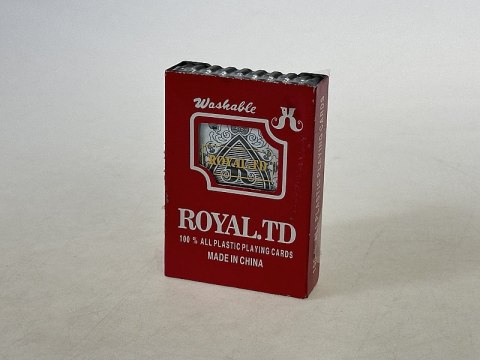 Washable
ROYAL TD
ROYAL.TD
100 % ALL PLASTIC PLAYING CARDS
MADE IN CHINA